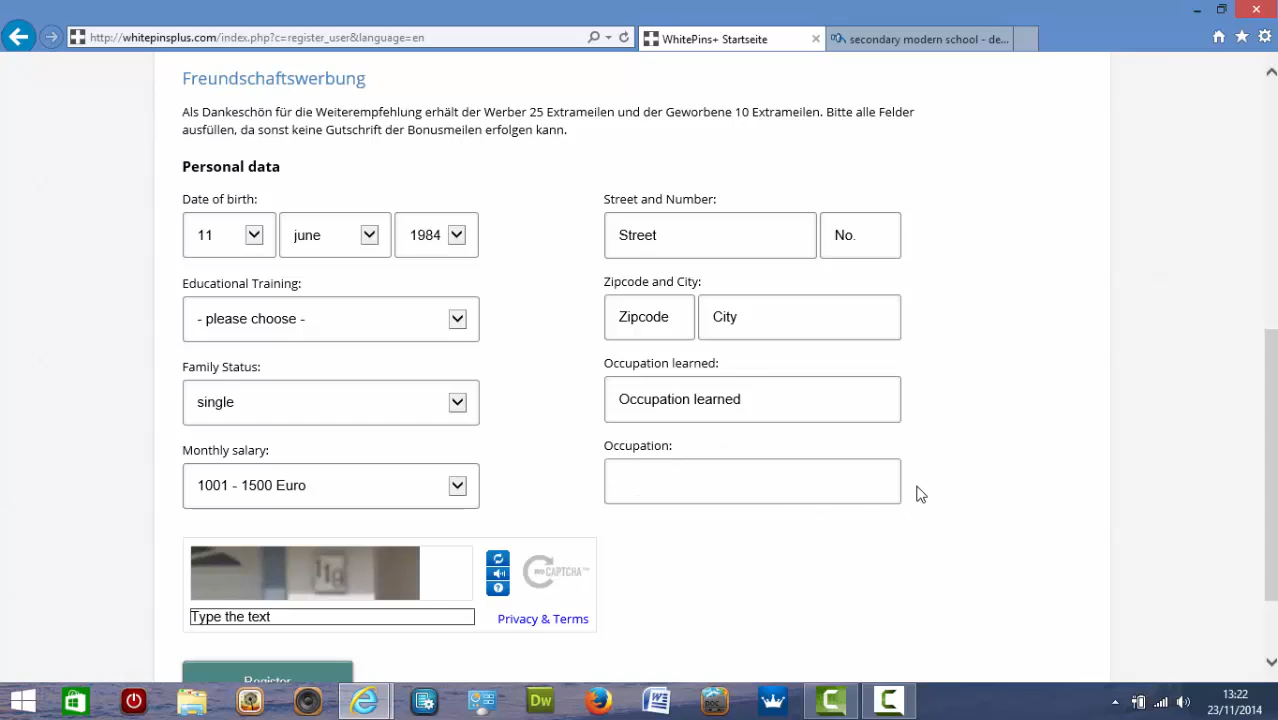 http://whitepinsplus.com/index.php?c=register_user&language=en
WhitePins+ Startseite
secondary modern school - de...
Freundschaftswerbung
Als Dankeschön für die Weiterempfehlung erhält der Werber 25 Extrameilen und der Geworbene 10 Extrameilen. Bitte alle Felder
ausfüllen, da sonst keine Gutschrift der Bonusmeilen erfolgen kann.
Personal data
Date of birth:
11
june
1984
Educational Training:
- please choose -
Family Status:
single
Monthly salary:
1001 - 1500 Euro
Street and Number:
Street
No.
Zipcode and City:
Zipcode
City
Occupation learned:
Occupation learned
Occupation:
Type the text
Privacy & Terms
Register
Dw
13:22
23/11/2014